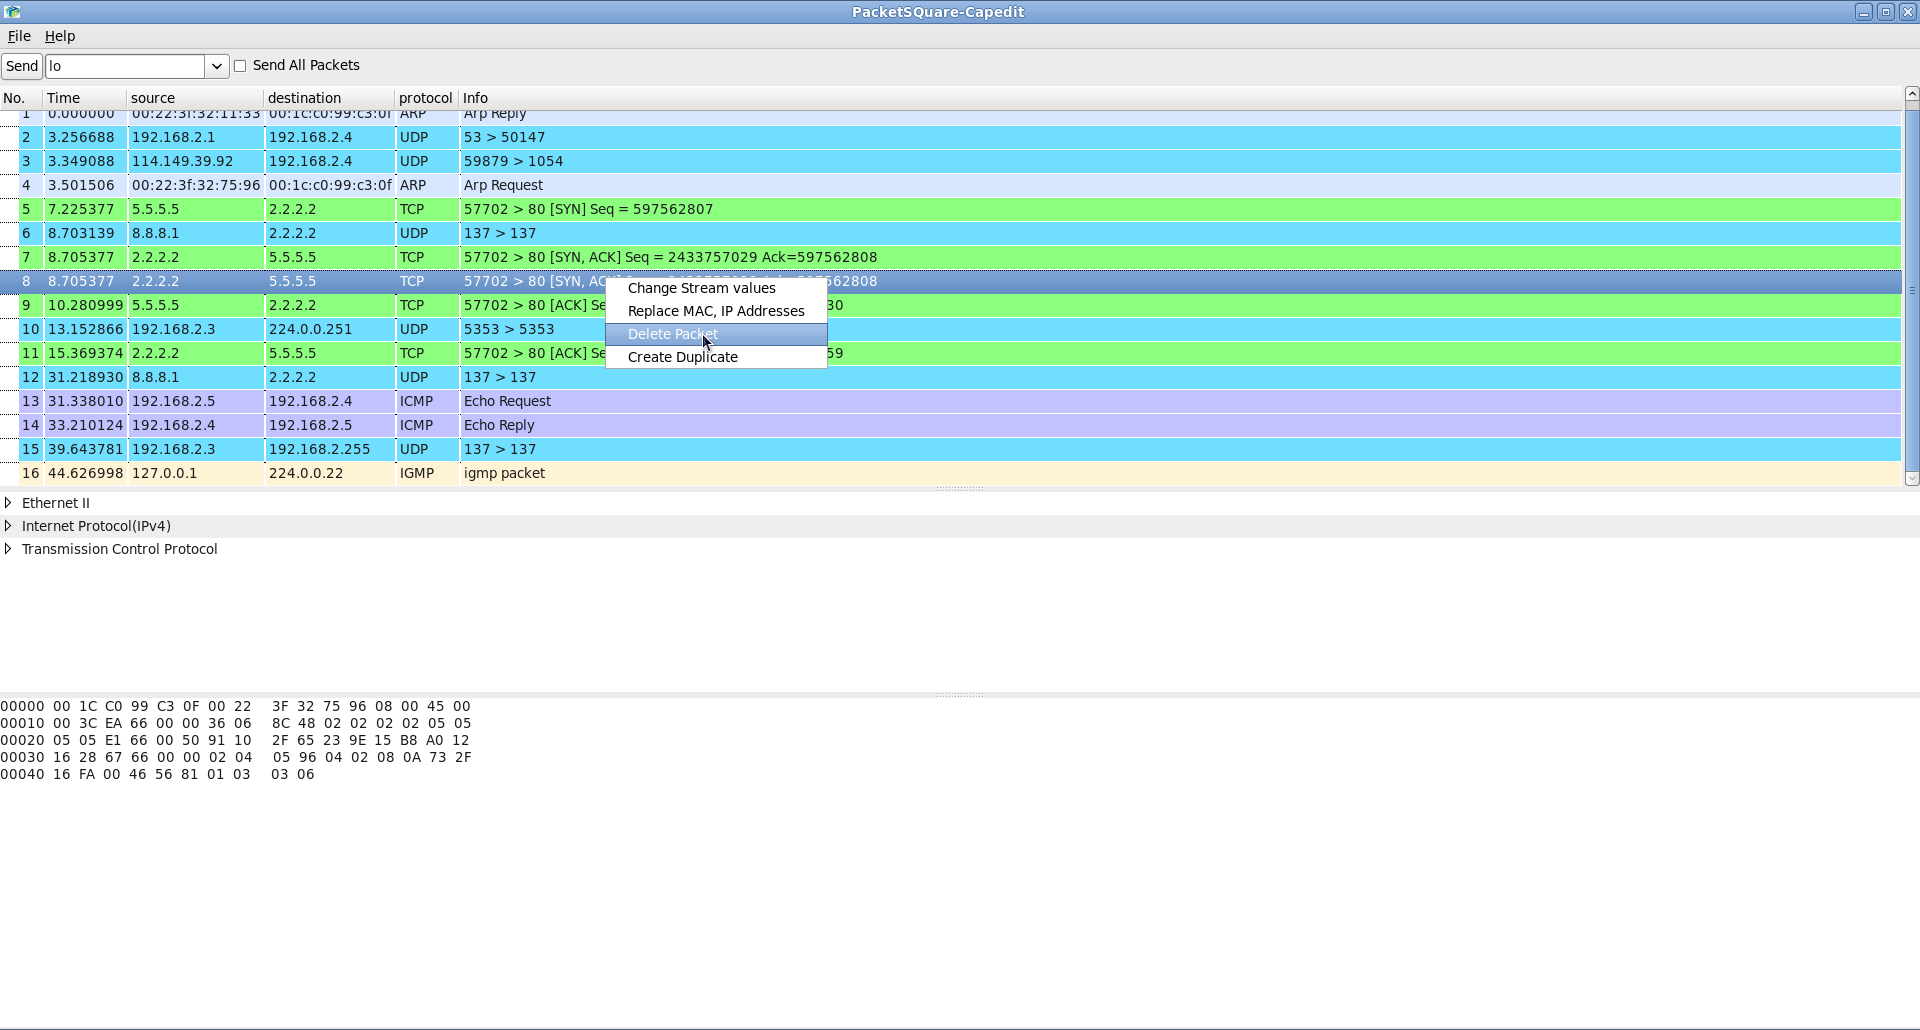 PacketSQuare-Capedit
File Help
Send lo Send All Packets
No. Time source destination protocol Info
1 0.000000 00:22:3f:32:11:33 00:1c:c0:99:c3:0f ARP Arp Reply
2 3.256688 192.168.2.1 192.168.2.4 UDP 53 > 50147
3 3.349088 114.149.39.92 192.168.2.4 UDP 59879 > 1054
4 3.501506 00:22:3f:32:75:96 00:1c:c0:99:c3:0f ARP Arp Request
5 7.225377 5.5.5.5 2.2.2.2 TCP 57702 > 80 [SYN] Seq = 597562807
6 8.703139 8.8.8.1 2.2.2.2 UDP 137 > 137
7 8.705377 2.2.2.2 5.5.5.5 TCP 57702 > 80 [SYN, ACK] Seq = 2433757029 Ack=597562808
8 8.705377 2.2.2.2 5.5.5.5 TCP 57702 > 80 [SYN, AC 562808
Change Stream values
9 10.280999 5.5.5.5 2.2.2.2 TCP 57702 > 80 [ACK] Se 30
Replace MAC, IP Addresses
10 13.152866 192.168.2.3 224.0.0.251 UDP 5353 > 5353
Delete Packet
11 15.369374 2.2.2.2 5.5.5.5 TCP 57702 > 80 [ACK] Se 59
Create Duplicate
12 31.218930 8.8.8.1 2.2.2.2 UDP 137 > 137
13 31.338010 192.168.2.5 192.168.2.4 ICMP Echo Request
14 33.210124 192.168.2.4 192.168.2.5 ICMP Echo Reply
15 39.643781 192.168.2.3 192.168.2.255 UDP 137 > 137
16 44.626998 127.0.0.1 224.0.0.22 IGMP igmp packet
Ethernet II
Internet Protocol(IPv4)
Transmission Control Protocol
00000 00 1C C0 99 C3 0F 00 22 3F 32 75 96 08 00 45 00
00010 00 3C EA 66 00 00 36 06 8C 48 02 02 02 02 05 05
00020 05 05 E1 66 00 50 91 10 2F 65 23 9E 15 B8 A0 12
00030 16 28 67 66 00 00 02 04 05 96 04 02 08 0A 73 2F
00040 16 FA 00 46 56 81 01 03 03 06